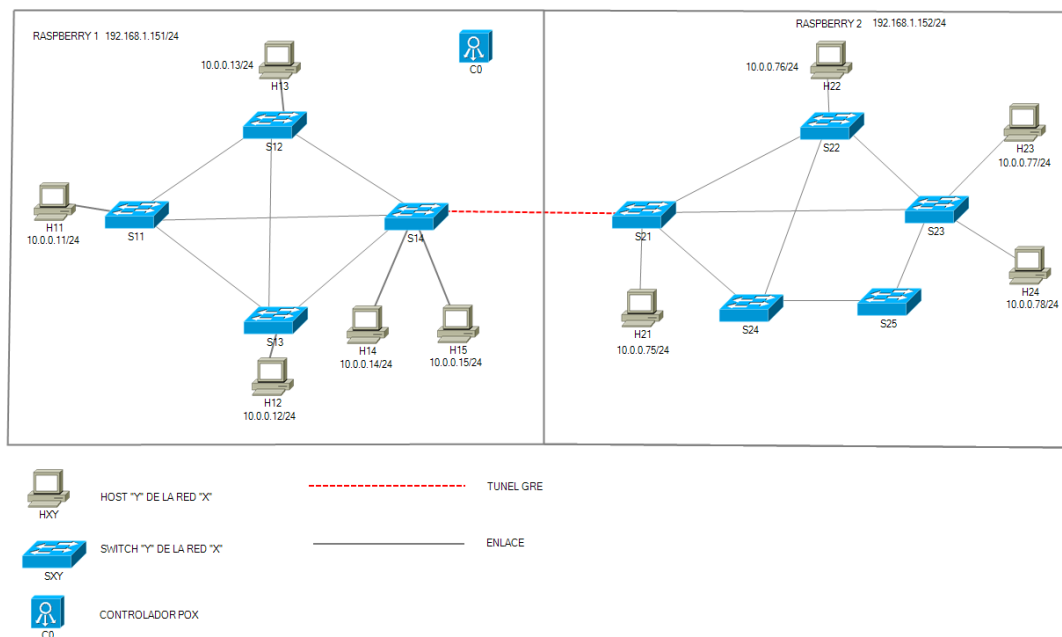 RASPBERRY 1 192.168.1.151/24
10.0.0.13/24
H13
C0
S12
H11
10.0.0.11/24
S11
S14
S13
H12
10.0.0.12/24
H14
10.0.0.14/24
H15
10.0.0.15/24
RASPBERRY 2 192.168.1.152/24
10.0.0.76/24
H22
S22
H23
10.0.0.77/24
S21
S23
H24
10.0.0.78/24
H21
10.0.0.75/24
S24
S25
HXY
HOST "Y" DE LA RED "X"
TUNEL GRE
SXY
SWITCH "Y" DE LA RED "X"
ENLACE
C0
CONTROLADOR POX